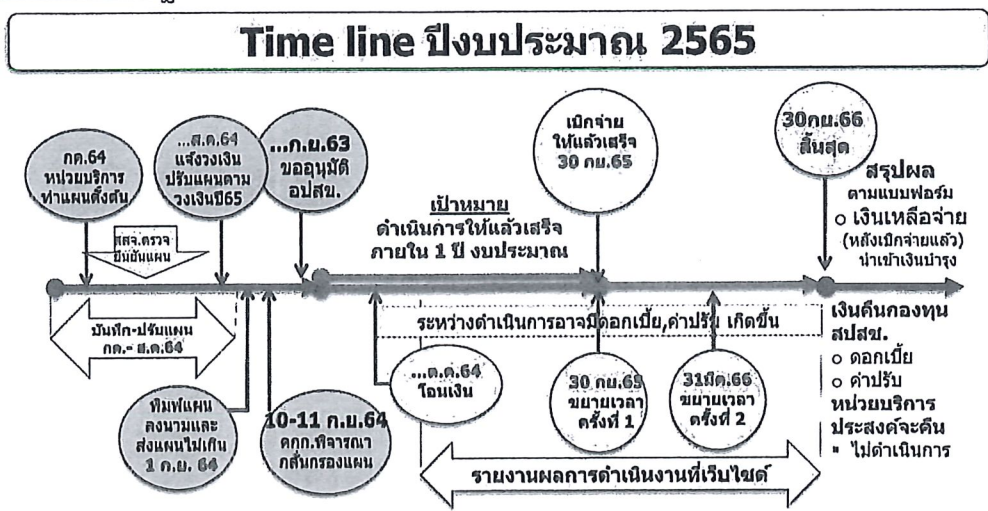 Time line ปีงบประมาณ 2565
กค.64
หน่วยบริการ
ทำแผนตั้งต้น
...ส.ค.64
แจ้งวงเงิน
ปรับแผนตาม
วงเงินปี65
...ก.ย.63
ขออนุมัติ
อปสข.
เบิกจ่าย
ให้แล้วเสร็จ
30 กย.65
30กย.66
สิ้นสุด
สรุปผล
ตามแบบฟอร์ม
○ เงินเหลือจ่าย
(หลังเบิกจ่ายแล้ว)
นำเข้าเงินบำรุง
สสจ.ตรวจ
ยืนยันแผน
เป้าหมาย
ดำเนินการให้แล้วเสร็จ
ภายใน 1 ปี งบประมาณ
บันทึก-ปรับแผน
กค.- ส.ค.64
ระหว่างดำเนินการอาจมีดอกเบี้ย,ค่าปรับ เกิดขึ้น
พิมพ์แผน
ลงนามและ
ส่งแผนไม่เกิน
1 ก.ย. 64
10-11 ก.ย.64
คกก.พิจารณา
กลั่นกรองแผน
...ต.ค.64
โอนเงิน
30 กย.65
ขยายเวลา
ครั้งที่ 1
31มีค.66
ขยายเวลา
ครั้งที่ 2
เงินคืนกองทุน
สปสช.
○ ดอกเบี้ย
○ ค่าปรับ
หน่วยบริการ
ประสงค์จะคืน
▪ ไม่ดำเนินการ
รายงานผลการดำเนินงานที่เว็บไซต์